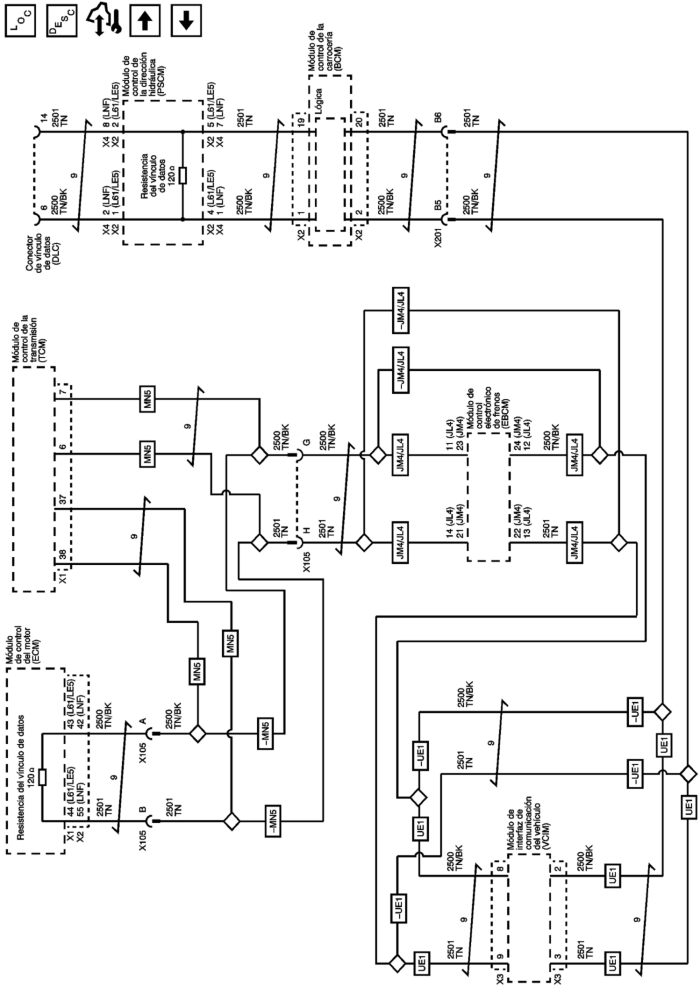 Módulo
de control
del motor
(ECM)
Resistencia del vínculo de datos
120Ω
X1
X2
44 (L61/LE5)
55 (LNF)
43 (L61/LE5)
42 (LNF)
2501
TN
2500
TN/BK
9
X105
B
X105
A
2501
TN
2500
TN/BK
MN5
MN5
-MN5
-MN5
Módulo de
control de la
transmisión
(TCM)
X1
38
37
6
7
9
MN5
MN5
9
2501
TN
2500
TN/BK
X105
H
G
2501
TN
2500
TN/BK
9
JM4/JL4
JM4/JL4
-JM4/JL4
-JM4/JL4
14 (JL4)
21 (JM4)
11 (JL4)
23 (JM4)
Módulo de
control
electrónico
de frenos
(EBCM)
22 (JM4)
13 (JL4)
24 (JM4)
12 (JL4)
2501
TN
2500
TN/BK
JM4/JL4
JM4/JL4
Conector
de vínculo
de datos
(DLC)
6
14
2500
TN/BK
2501
TN
9
X4
X2
2 (LNF)
1 (L61/LE5)
X4
X2
8 (LNF)
2 (L61/LE5)
Módulo de
control de
la dirección
hidráulica
(PSCM)
Resistencia
del vínculo
de datos
120Ω
X2
X4
4 (L61/LE5)
1 (LNF)
X2
X4
5 (L61/LE5)
7 (LNF)
2500
TN/BK
2501
TN
9
X2
1
19
Módulo de
control de la
carrocería
(BCM)
Lógica
X2
2
20
2500
TN/BK
2501
TN
9
X201
B5
B6
2500
TN/BK
2501
TN
9
-UE1
UE1
UE1
-UE1
2501
TN
2500
TN/BK
9
-UE1
-UE1
2501
TN
2500
TN/BK
9
X3
9
8
Módulo de
interfaz de
comunicación
del vehículo
(VCIM)
X3
3
2
2501
TN
2500
TN/BK
UE1
UE1
9
UE1
UE1
LOC
DESC